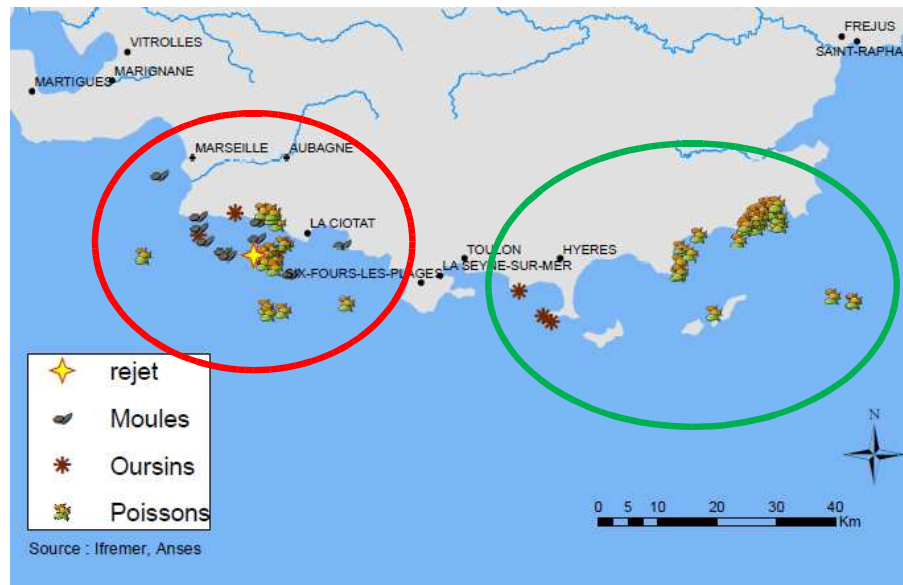 FREJUS
VITROLLES
SAINT-RAPHA
MARIGNANE
MARTIGUES
MARSEILLE
AUBAGNE
LA CIOTAT
TOULON
HYERES
LA SEYNE-SUR-MER
SIX-FOURS-LES-PLAGES
rejet
Moules
Oursins
Poissons
N
0 5 10 20 30 40
Km
Source : Ifremer, Anses